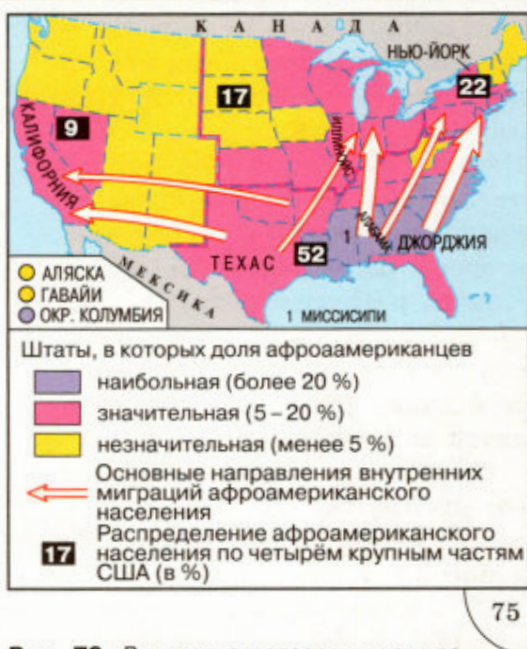 К А Н А Д А
НЬЮ-ЙОРК
22
17
9
КАЛИФОРНИЯ
ИЛЛИНОЙС
АЛАБАМА
1
ДЖОРДЖИЯ
ТЕХАС
52
МЕКСИКА
АЛЯСКА
ГАВАЙИ
ОКР. КОЛУМБИЯ
1 МИССИСИПИ
Штаты, в которых доля афроаамериканцев
наибольная (более 20 %)
значительная (5 – 20 %)
незначительная (менее 5 %)
Основные направления внутренних
миграций афроамериканского
населения
17
Распределение афроамериканского
населения по четырём крупным частям
США (в %)
75